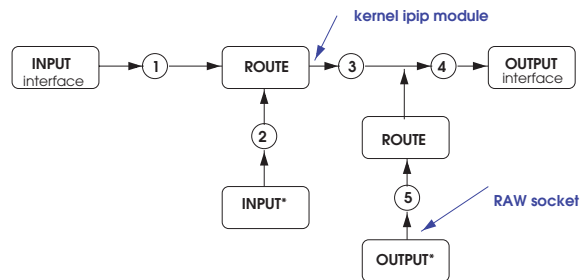 kernel ipip module
INPUT
interface
1
ROUTE
3
4
OUTPUT
interface
2
ROUTE
INPUT*
5
RAW socket
OUTPUT*